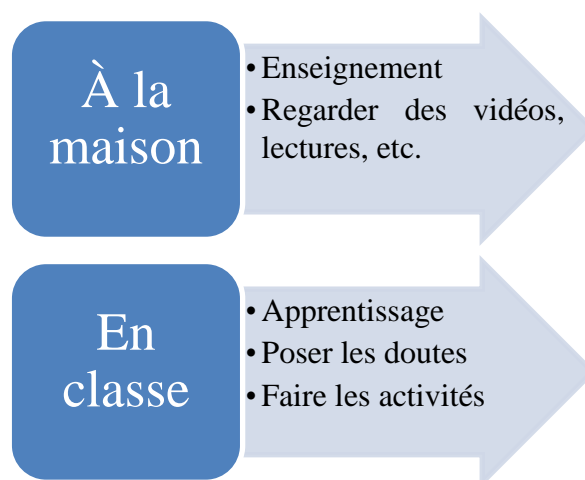 À la
maison
• Enseignement
• Regarder des vidéos,
lectures, etc.
En
classe
• Apprentissage
• Poser les doutes
• Faire les activités